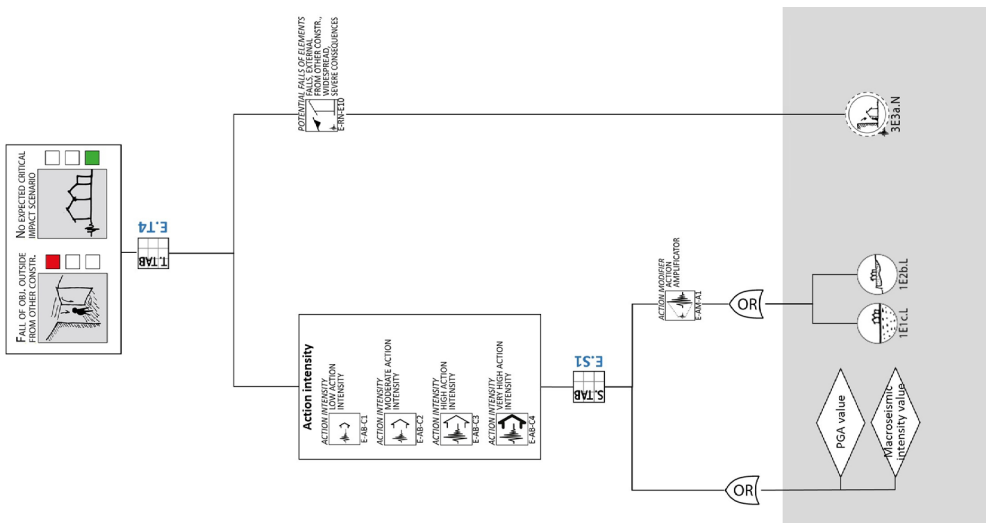 FALL OF OBJ. OUTSIDE
FROM OTHER CONSTR.
NO EXPECTED CRITICAL
IMPACT SCENARIO
T.TAB
E.T4
POTENTIAL FALLS OF ELEMENTS
FALLS, EXTERNAL
FROM OTHER CONSTR.,
WIDESPREAD,
SEVERE CONSEQUENCES
E-RN-E10
3E3a.N
Action intensity
ACTION INTENSITY
LOW ACTION
INTENSITY
E-AB-C1
ACTION INTENSITY
MODERATE ACTION
INTENSITY
E-AB-C2
ACTION INTENSITY
HIGH ACTION
INTENSITY
E-AB-C3
ACTION INTENSITY
VERY HIGH ACTION
INTENSITY
E-AB-C4
S.TAB
E.S1
ACTION MODIFIER
ACTION
AMPLIFICATOR
E-AM-A1
OR
1E1c.L
1E2b.L
OR
PGA value
Macroseismic
intensity value